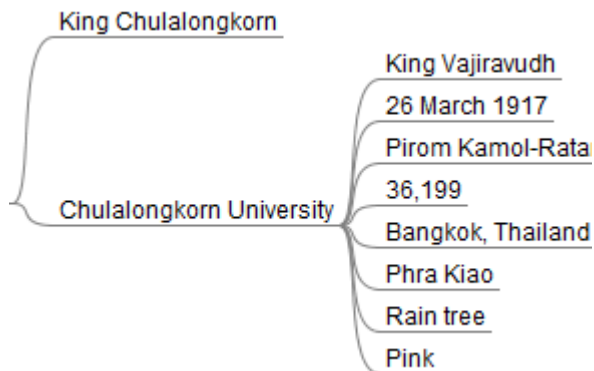 King Chulalongkorn
Chulalongkorn University
King Vajiravudh
26 March 1917
Pirom Kamol-Ratan
36,199
Bangkok, Thailand
Phra Kiao
Rain tree
Pink